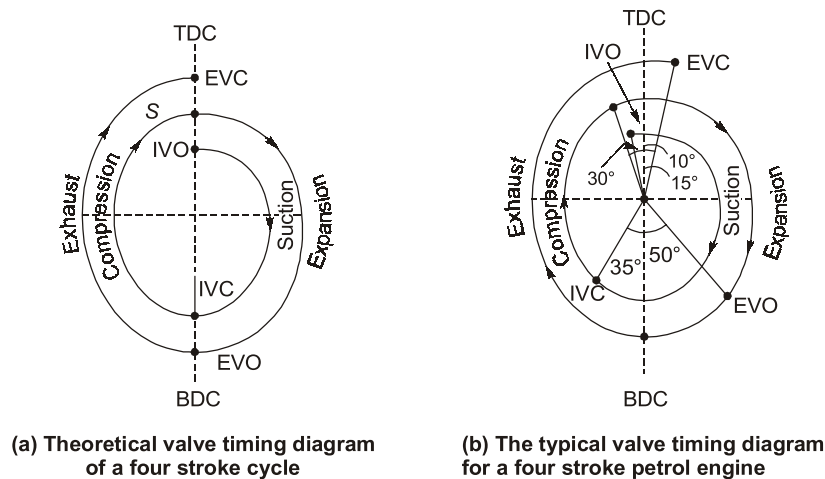 TDC
EVC
S
IVO
Exhaust
Compression
Suction
Expansion
IVC
EVO
BDC
(a) Theoretical valve timing diagram
of a four stroke cycle
TDC
IVO
EVC
30°
10°
15°
Exhaust
Compression
Suction
Expansion
35°
50°
IVC
EVO
BDC
(b) The typical valve timing diagram
for a four stroke petrol engine